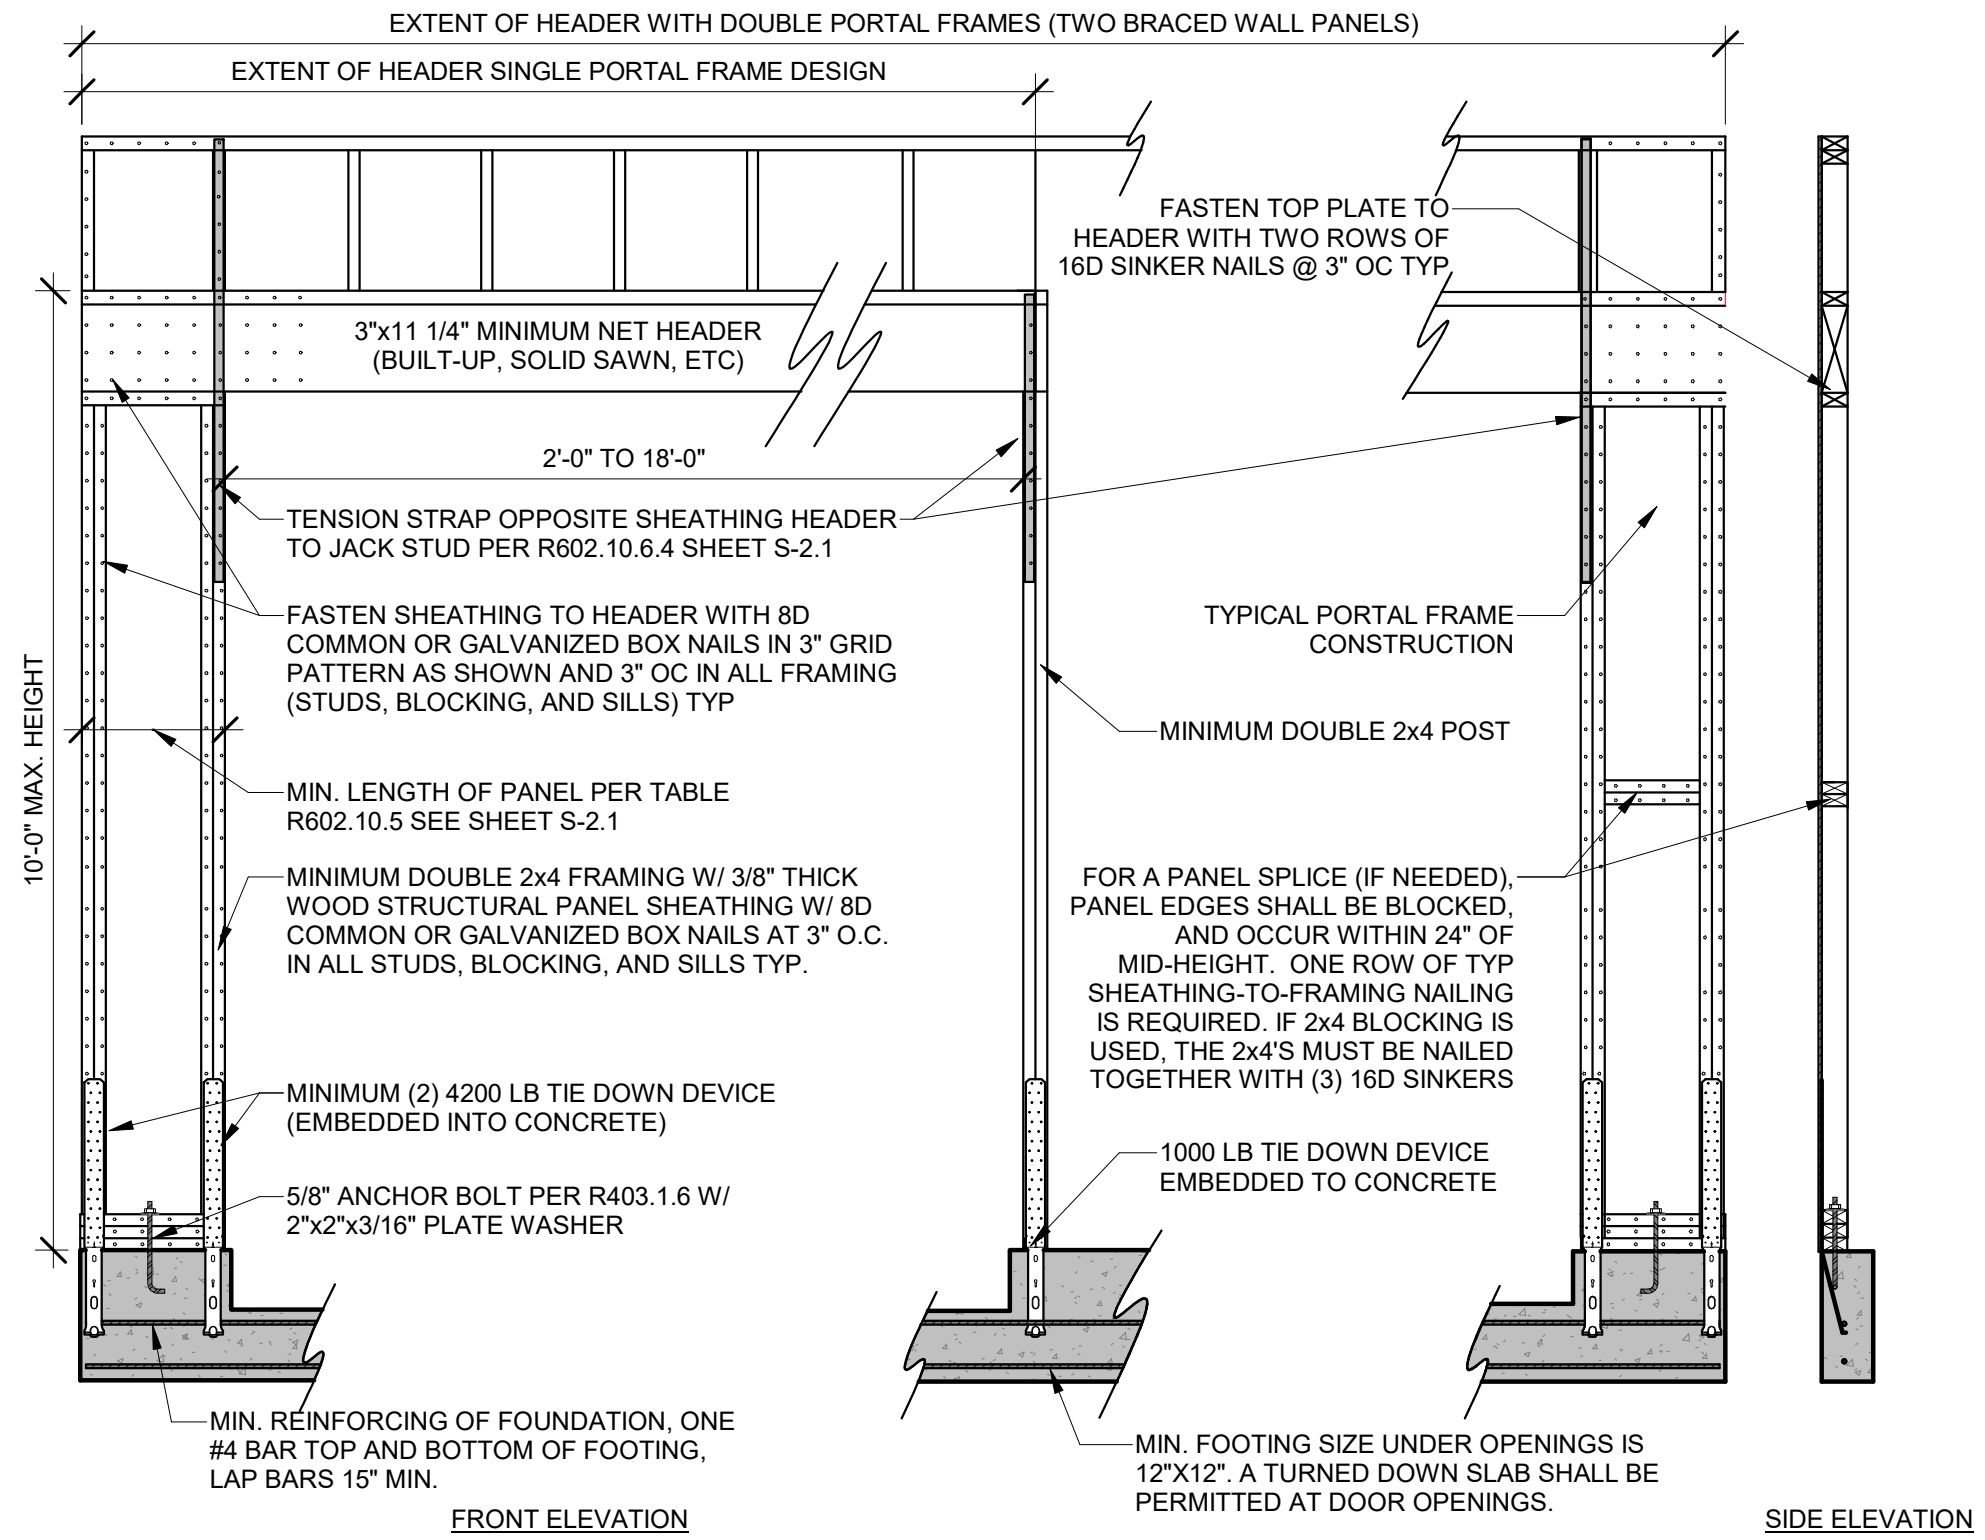 EXTENT OF HEADER WITH DOUBLE PORTAL FRAMES (TWO BRACED WALL PANELS)
EXTENT OF HEADER SINGLE PORTAL FRAME DESIGN
FASTEN TOP PLATE TO
HEADER WITH TWO ROWS OF
16D SINKER NAILS @ 3" OC TYP
3"x11 1/4" MINIMUM NET HEADER
(BUILT-UP, SOLID SAWN, ETC)
2'-0" TO 18'-0"
TENSION STRAP OPPOSITE SHEATHING HEADER
TO JACK STUD PER R602.10.6.4 SHEET S-2.1
FASTEN SHEATHING TO HEADER WITH 8D
COMMON OR GALVANIZED BOX NAILS IN 3" GRID
PATTERN AS SHOWN AND 3" OC IN ALL FRAMING
(STUDS, BLOCKING, AND SILLS) TYP
TYPICAL PORTAL FRAME
CONSTRUCTION
10'-0" MAX. HEIGHT
MINIMUM DOUBLE 2x4 POST
MIN. LENGTH OF PANEL PER TABLE
R602.10.5 SEE SHEET S-2.1
MINIMUM DOUBLE 2x4 FRAMING W/ 3/8" THICK
WOOD STRUCTURAL PANEL SHEATHING W/ 8D
COMMON OR GALVANIZED BOX NAILS AT 3" O.C.
IN ALL STUDS, BLOCKING, AND SILLS TYP.
FOR A PANEL SPLICE (IF NEEDED),
PANEL EDGES SHALL BE BLOCKED,
AND OCCUR WITHIN 24" OF
MID-HEIGHT. ONE ROW OF TYP
SHEATHING-TO-FRAMING NAILING
IS REQUIRED. IF 2x4 BLOCKING IS
USED, THE 2x4'S MUST BE NAILED
TOGETHER WITH (3) 16D SINKERS
MINIMUM (2) 4200 LB TIE DOWN DEVICE
(EMBEDDED INTO CONCRETE)
1000 LB TIE DOWN DEVICE
EMBEDDED TO CONCRETE
5/8" ANCHOR BOLT PER R403.1.6 W/
2"x2"x3/16" PLATE WASHER
MIN. REINFORCING OF FOUNDATION, ONE
#4 BAR TOP AND BOTTOM OF FOOTING,
LAP BARS 15" MIN.
MIN. FOOTING SIZE UNDER OPENINGS IS
12"X12". A TURNED DOWN SLAB SHALL BE
PERMITTED AT DOOR OPENINGS.
FRONT ELEVATION
SIDE ELEVATION